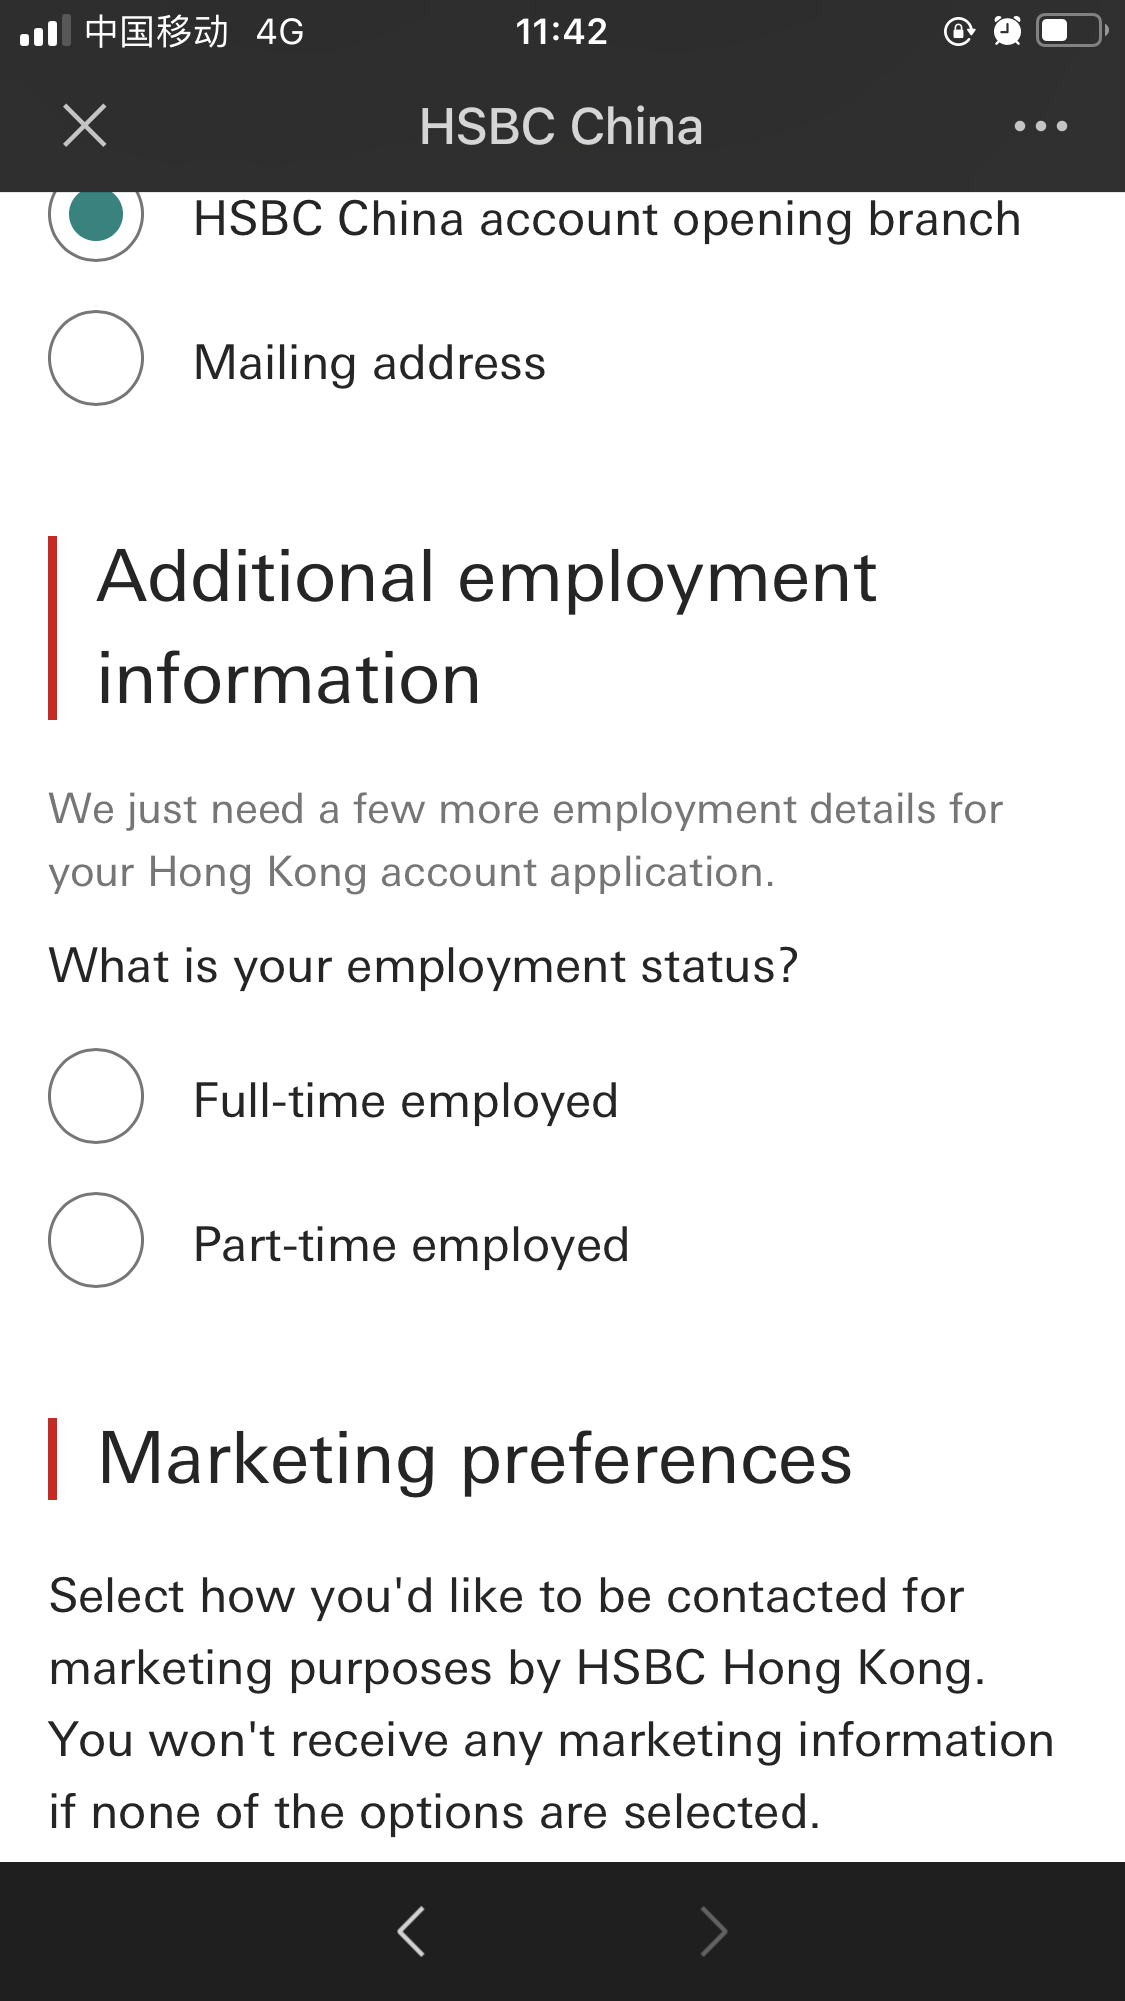 中国移动 4G 11:42
HSBC China
HSBC China account opening branch
Mailing address
Additional employment
information
We just need a few more employment details for
your Hong Kong account application.
What is your employment status?
Full-time employed
Part-time employed
Marketing preferences
Select how you'd like to be contacted for
marketing purposes by HSBC Hong Kong.
You won't receive any marketing information
if none of the options are selected.